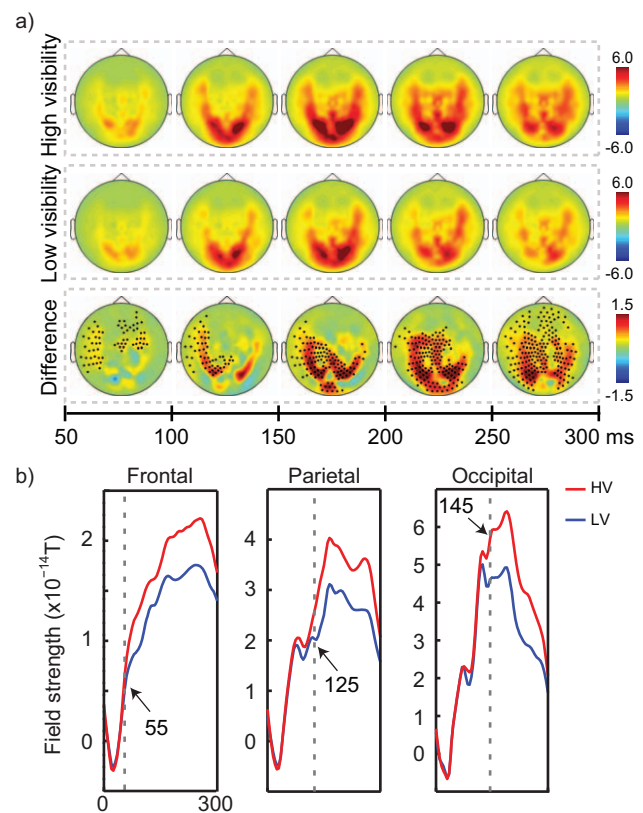 a)
High visibility
6.0
-6.0
Low visibility
6.0
-6.0
Difference
1.5
-1.5
50 100 150 200 250 300 ms
b)
Frontal Parietal Occipital
HV
LV
Field strength (x10⁻¹⁴T)
2
1
0
55
0 300
4
3
2
1
0
125
6
5
4
3
2
1
0
145